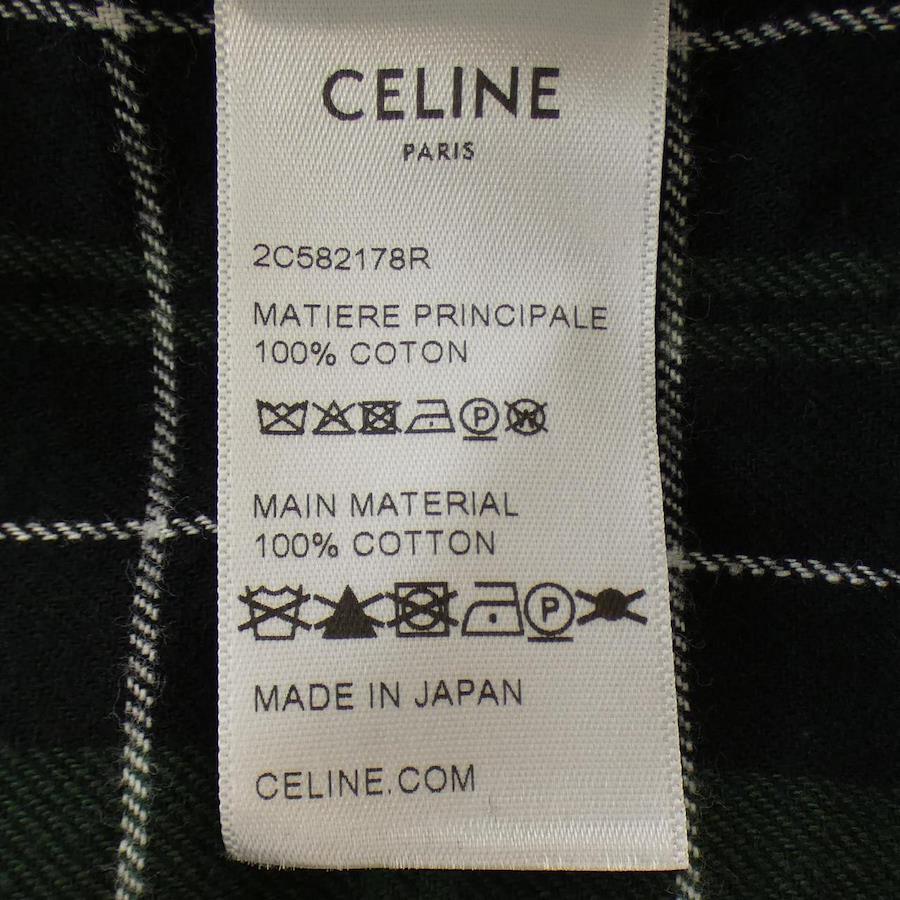 CELINE
PARIS
2C582178R
MATIERE PRINCIPALE
100% COTON
P W
MAIN MATERIAL
100% COTTON
P
MADE IN JAPAN
CELINE.COM